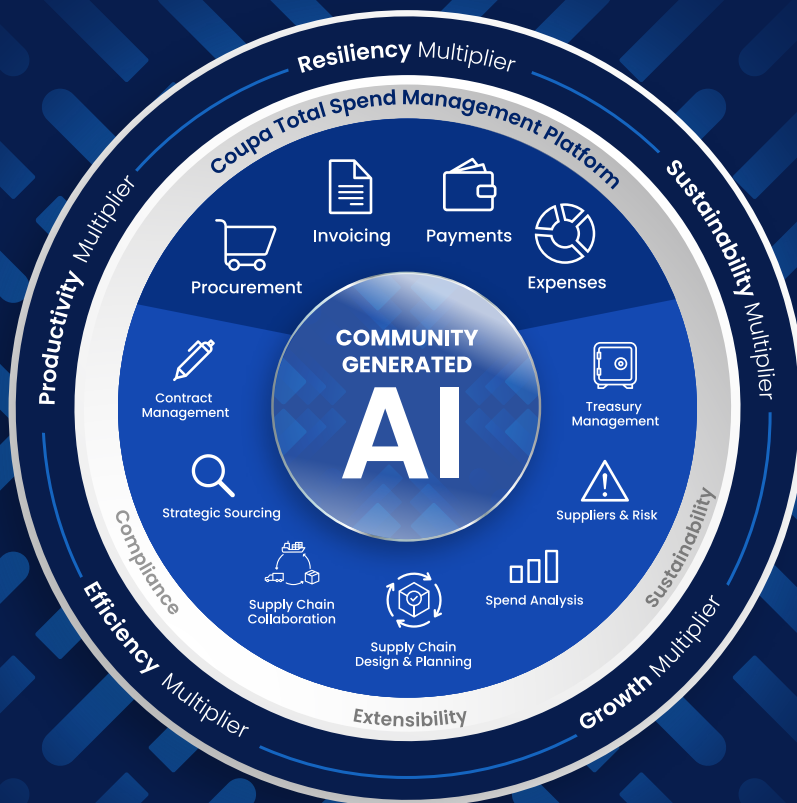 Resiliency Multiplier
Coupa Total Spend Management Platform
Productivity Multiplier
Sustainability Multiplier
Invoicing
Payments
Procurement
Expenses
COMMUNITY
GENERATED
AI
Contract
Management
Treasury
Management
Strategic Sourcing
Suppliers & Risk
Compliance
Sustainability
Supply Chain
Collaboration
Spend Analysis
Supply Chain
Design & Planning
Efficiency Multiplier
Growth Multiplier
Extensibility